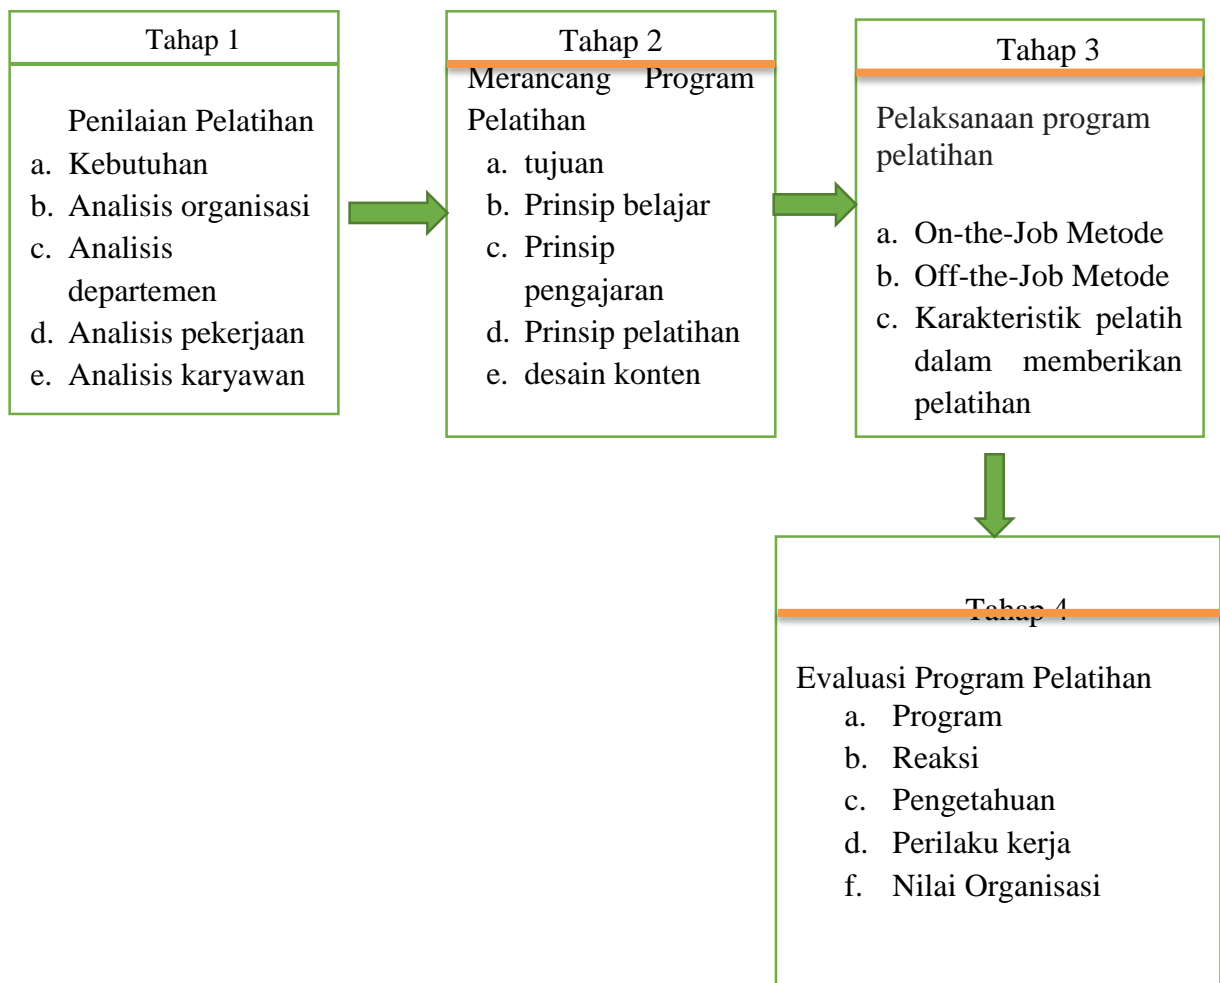 Tahap 1
Penilaian Pelatihan
a. Kebutuhan
b. Analisis organisasi
c. Analisis
departemen
d. Analisis pekerjaan
e. Analisis karyawan
Tahap 2
Merancang Program
Pelatihan
a. tujuan
b. Prinsip belajar
c. Prinsip
pengajaran
d. Prinsip pelatihan
e. desain konten
Tahap 3
Pelaksanaan program
pelatihan
a. On-the-Job Metode
b. Off-the-Job Metode
c. Karakteristik pelatih
dalam memberikan
pelatihan
Tahap 4
Evaluasi Program Pelatihan
a. Program
b. Reaksi
c. Pengetahuan
d. Perilaku kerja
f. Nilai Organisasi